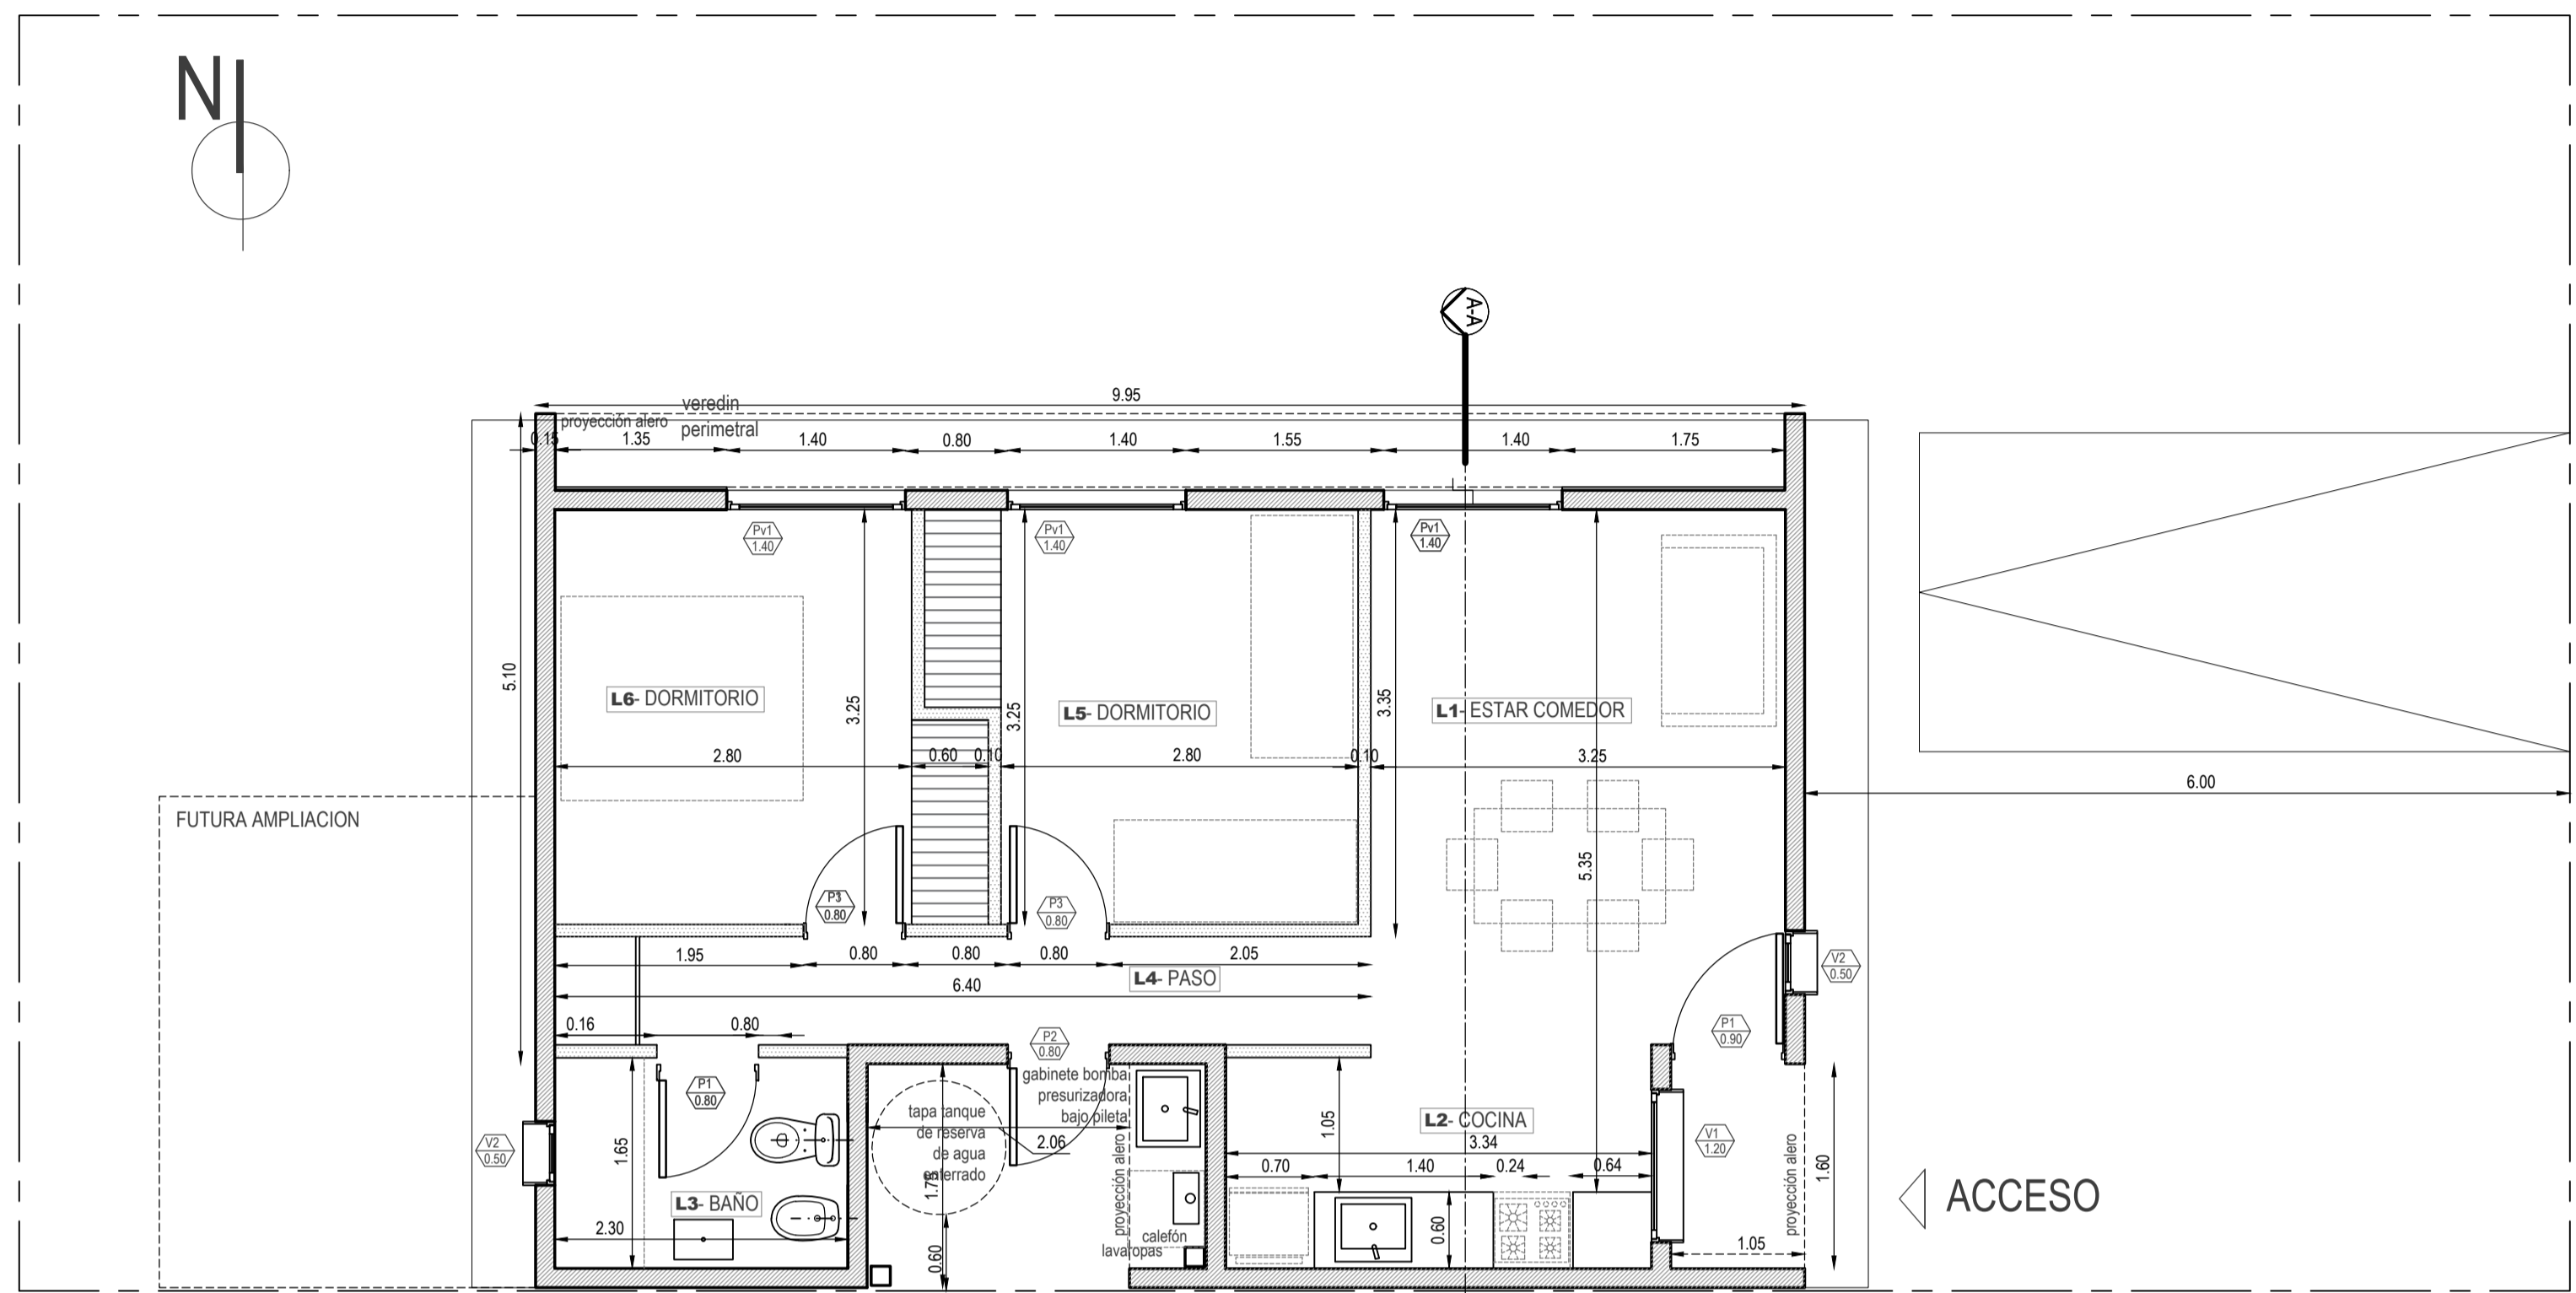 N
A-A
9.95
veredin
proyección alero
perimetral
0.15
1.35
1.40
0.80
1.40
1.55
1.40
1.75
Pv1
1.40
Pv1
1.40
Pv1
1.40
5.10
L6- DORMITORIO
3.25
3.25
L5- DORMITORIO
3.35
L1- ESTAR COMEDOR
2.80
0.60
0.10
2.80
0.10
3.25
6.00
FUTURA AMPLIACION
5.35
P3
0.80
P3
0.80
1.95
0.80
0.80
0.80
2.05
V2
0.50
L4- PASO
6.40
0.16
0.80
P2
0.80
P1
0.90
gabinete bomba
presurizadora
bajo pileta
P1
0.80
tapa tanque
de reserva
de agua
enterrado
2.06
1.05
L2- COCINA
3.34
V1
1.20
V2
0.50
1.65
1.75
proyección alero
0.70
1.40
0.24
0.64
proyección alero
1.60
ACCESO
L3- BAÑO
2.30
0.60
calefón
lavaropas
0.60
1.05